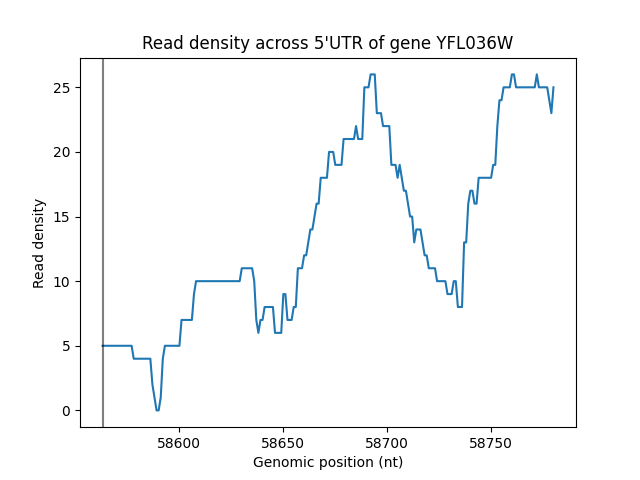 Read density across 5'UTR of gene YFL036W
Read density
25
20
15
10
5
0
58600 58650 58700 58750
Genomic position (nt)